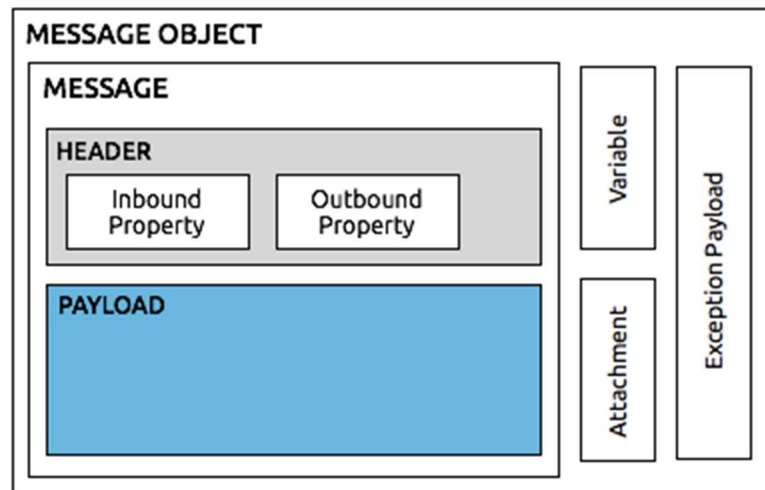 MESSAGE OBJECT
MESSAGE
HEADER
Inbound
Property
Outbound
Property
PAYLOAD
Variable
Attachment
Exception Payload